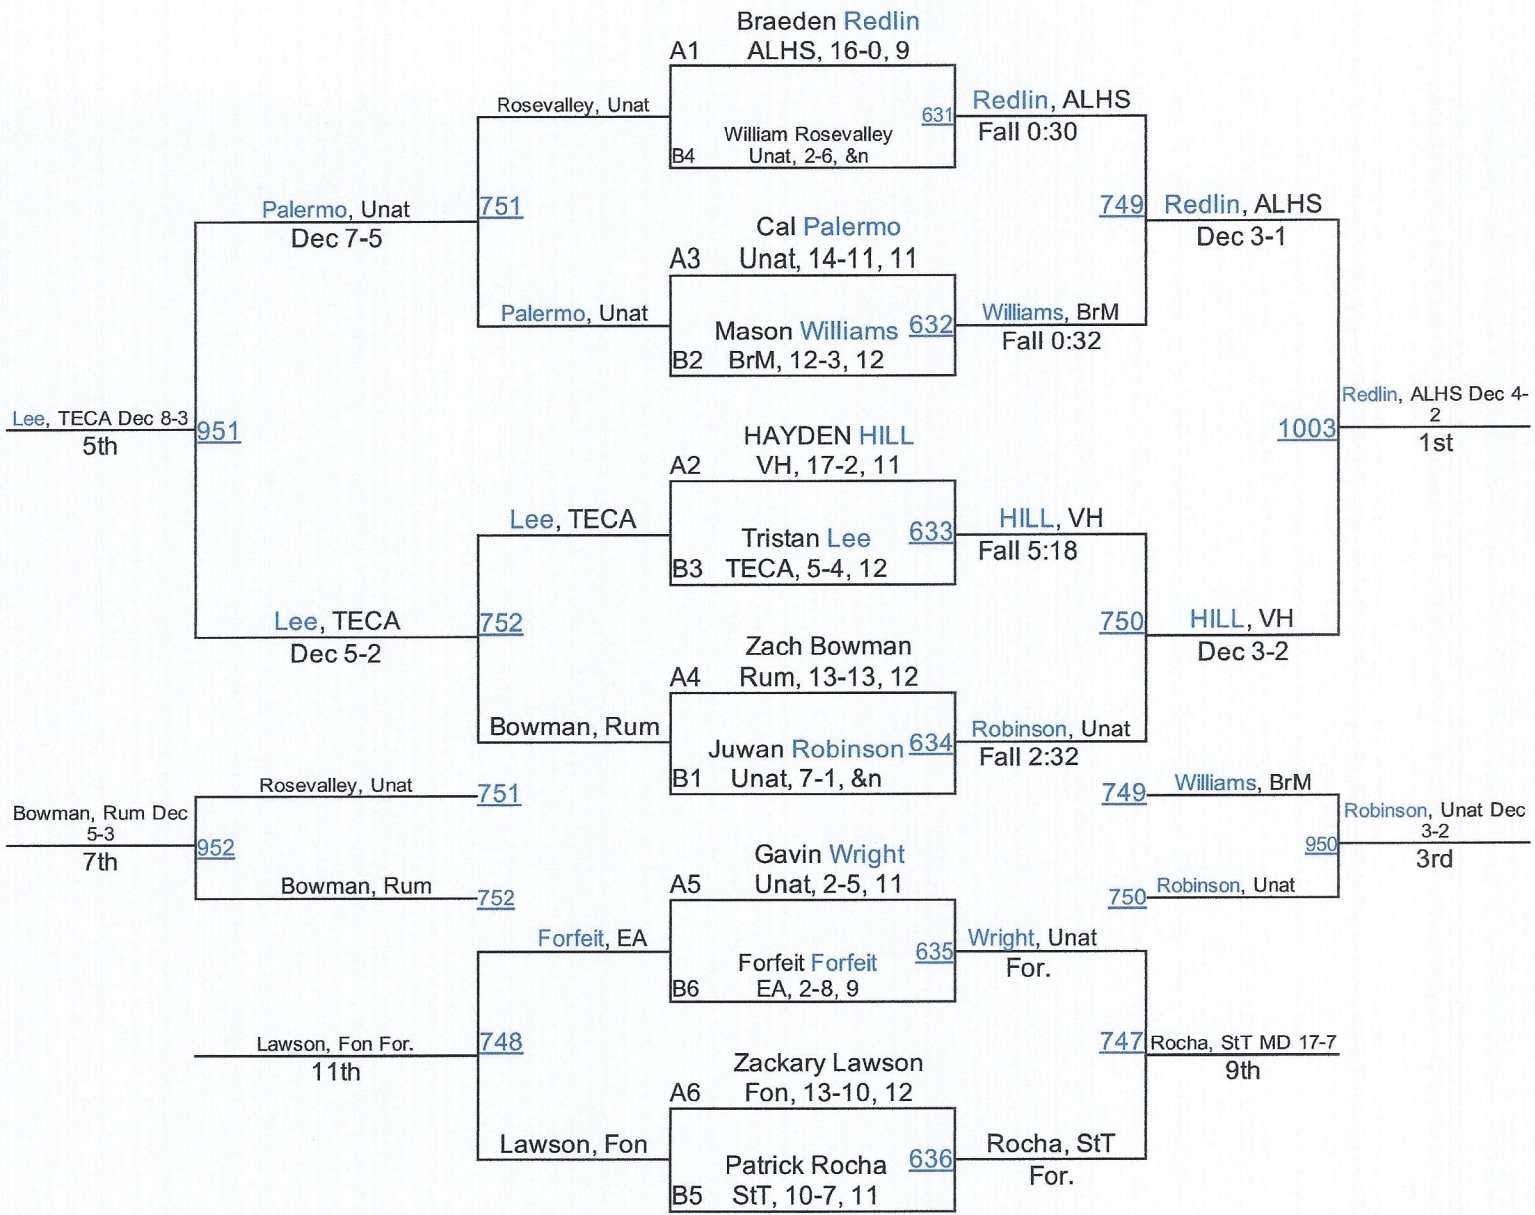 Braeden Redlin
A1 ALHS, 16-0, 9
Rosevalley, Unat
631
Redlin, ALHS
Fall 0:30
William Rosevalley
B4 Unat, 2-6, &n
Palermo, Unat
Dec 7-5
751
749
Redlin, ALHS
Dec 3-1
Cal Palermo
A3 Unat, 14-11, 11
Palermo, Unat
Mason Williams 632
B2 BrM, 12-3, 12
Williams, BrM
Fall 0:32
Lee, TECA Dec 8-3
5th
951
1003
Redlin, ALHS Dec 4-
2
1st
HAYDEN HILL
A2 VH, 17-2, 11
Lee, TECA
Tristan Lee 633
B3 TECA, 5-4, 12
HILL, VH
Fall 5:18
Lee, TECA
Dec 5-2
752
750
HILL, VH
Dec 3-2
Zach Bowman
A4 Rum, 13-13, 12
Bowman, Rum
Juwan Robinson 634
B1 Unat, 7-1, &n
Robinson, Unat
Fall 2:32
Rosevalley, Unat
751
749
Williams, BrM
Bowman, Rum Dec
5-3
7th
952
950
Robinson, Unat Dec
3-2
3rd
Bowman, Rum
752
750
Robinson, Unat
Gavin Wright
A5 Unat, 2-5, 11
Forfeit, EA
Forfeit Forfeit 635
B6 EA, 2-8, 9
Wright, Unat
For.
Lawson, Fon For.
11th
748
747
Rocha, StT MD 17-7
9th
Zackary Lawson
A6 Fon, 13-10, 12
Lawson, Fon
Patrick Rocha 636
B5 StT, 10-7, 11
Rocha, StT
For.